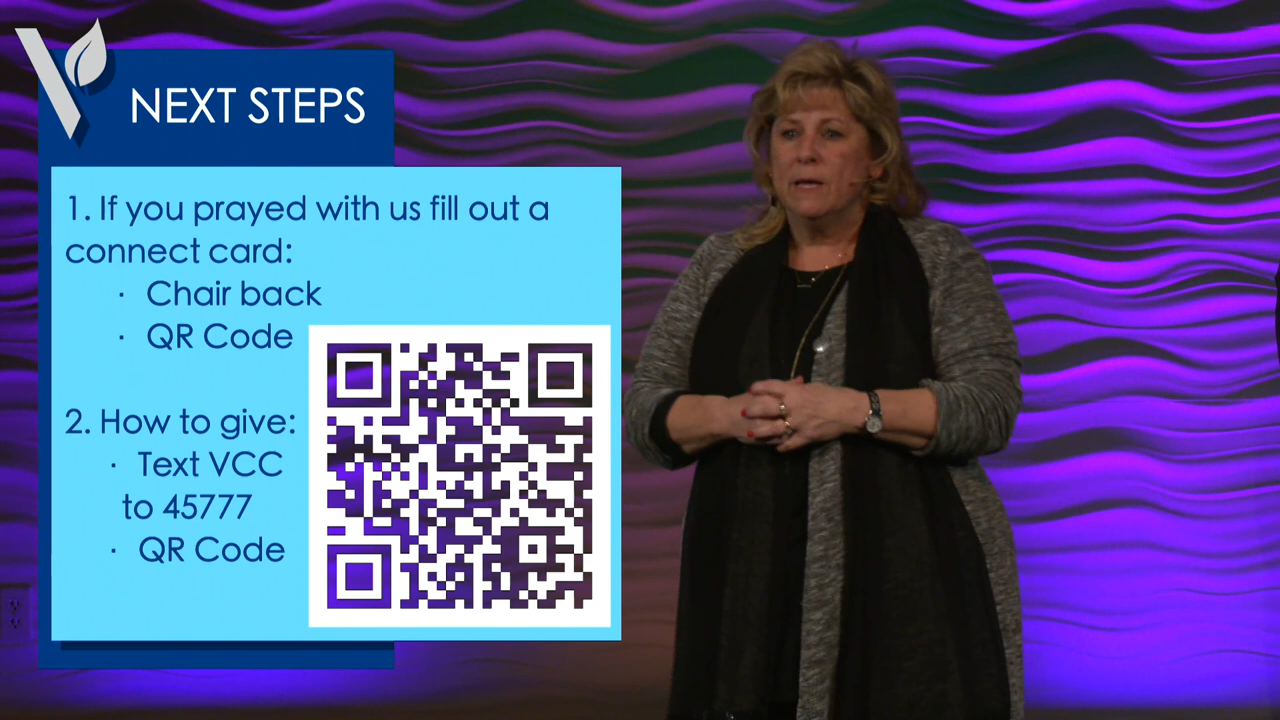 NEXT STEPS
1. If you prayed with us fill out a
connect card:
· Chair back
· QR Code
2. How to give:
· Text VCC
to 45777
· QR Code